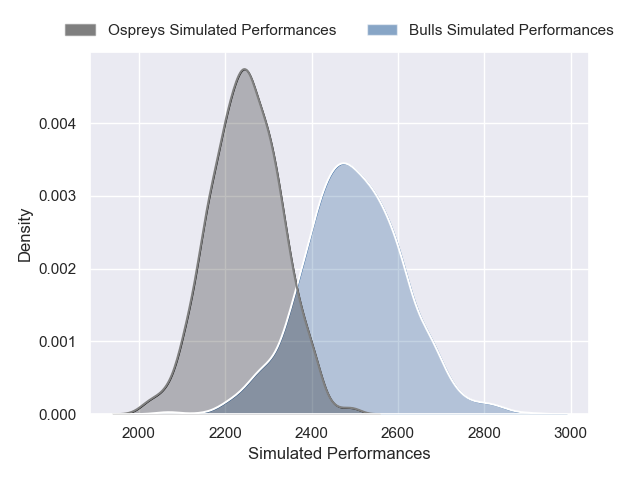 Ospreys Simulated Performances Bulls Simulated Performances
0.004
0.003
0.002
0.001
0.000
Density
2000 2200 2400 2600 2800 3000
Simulated Performances